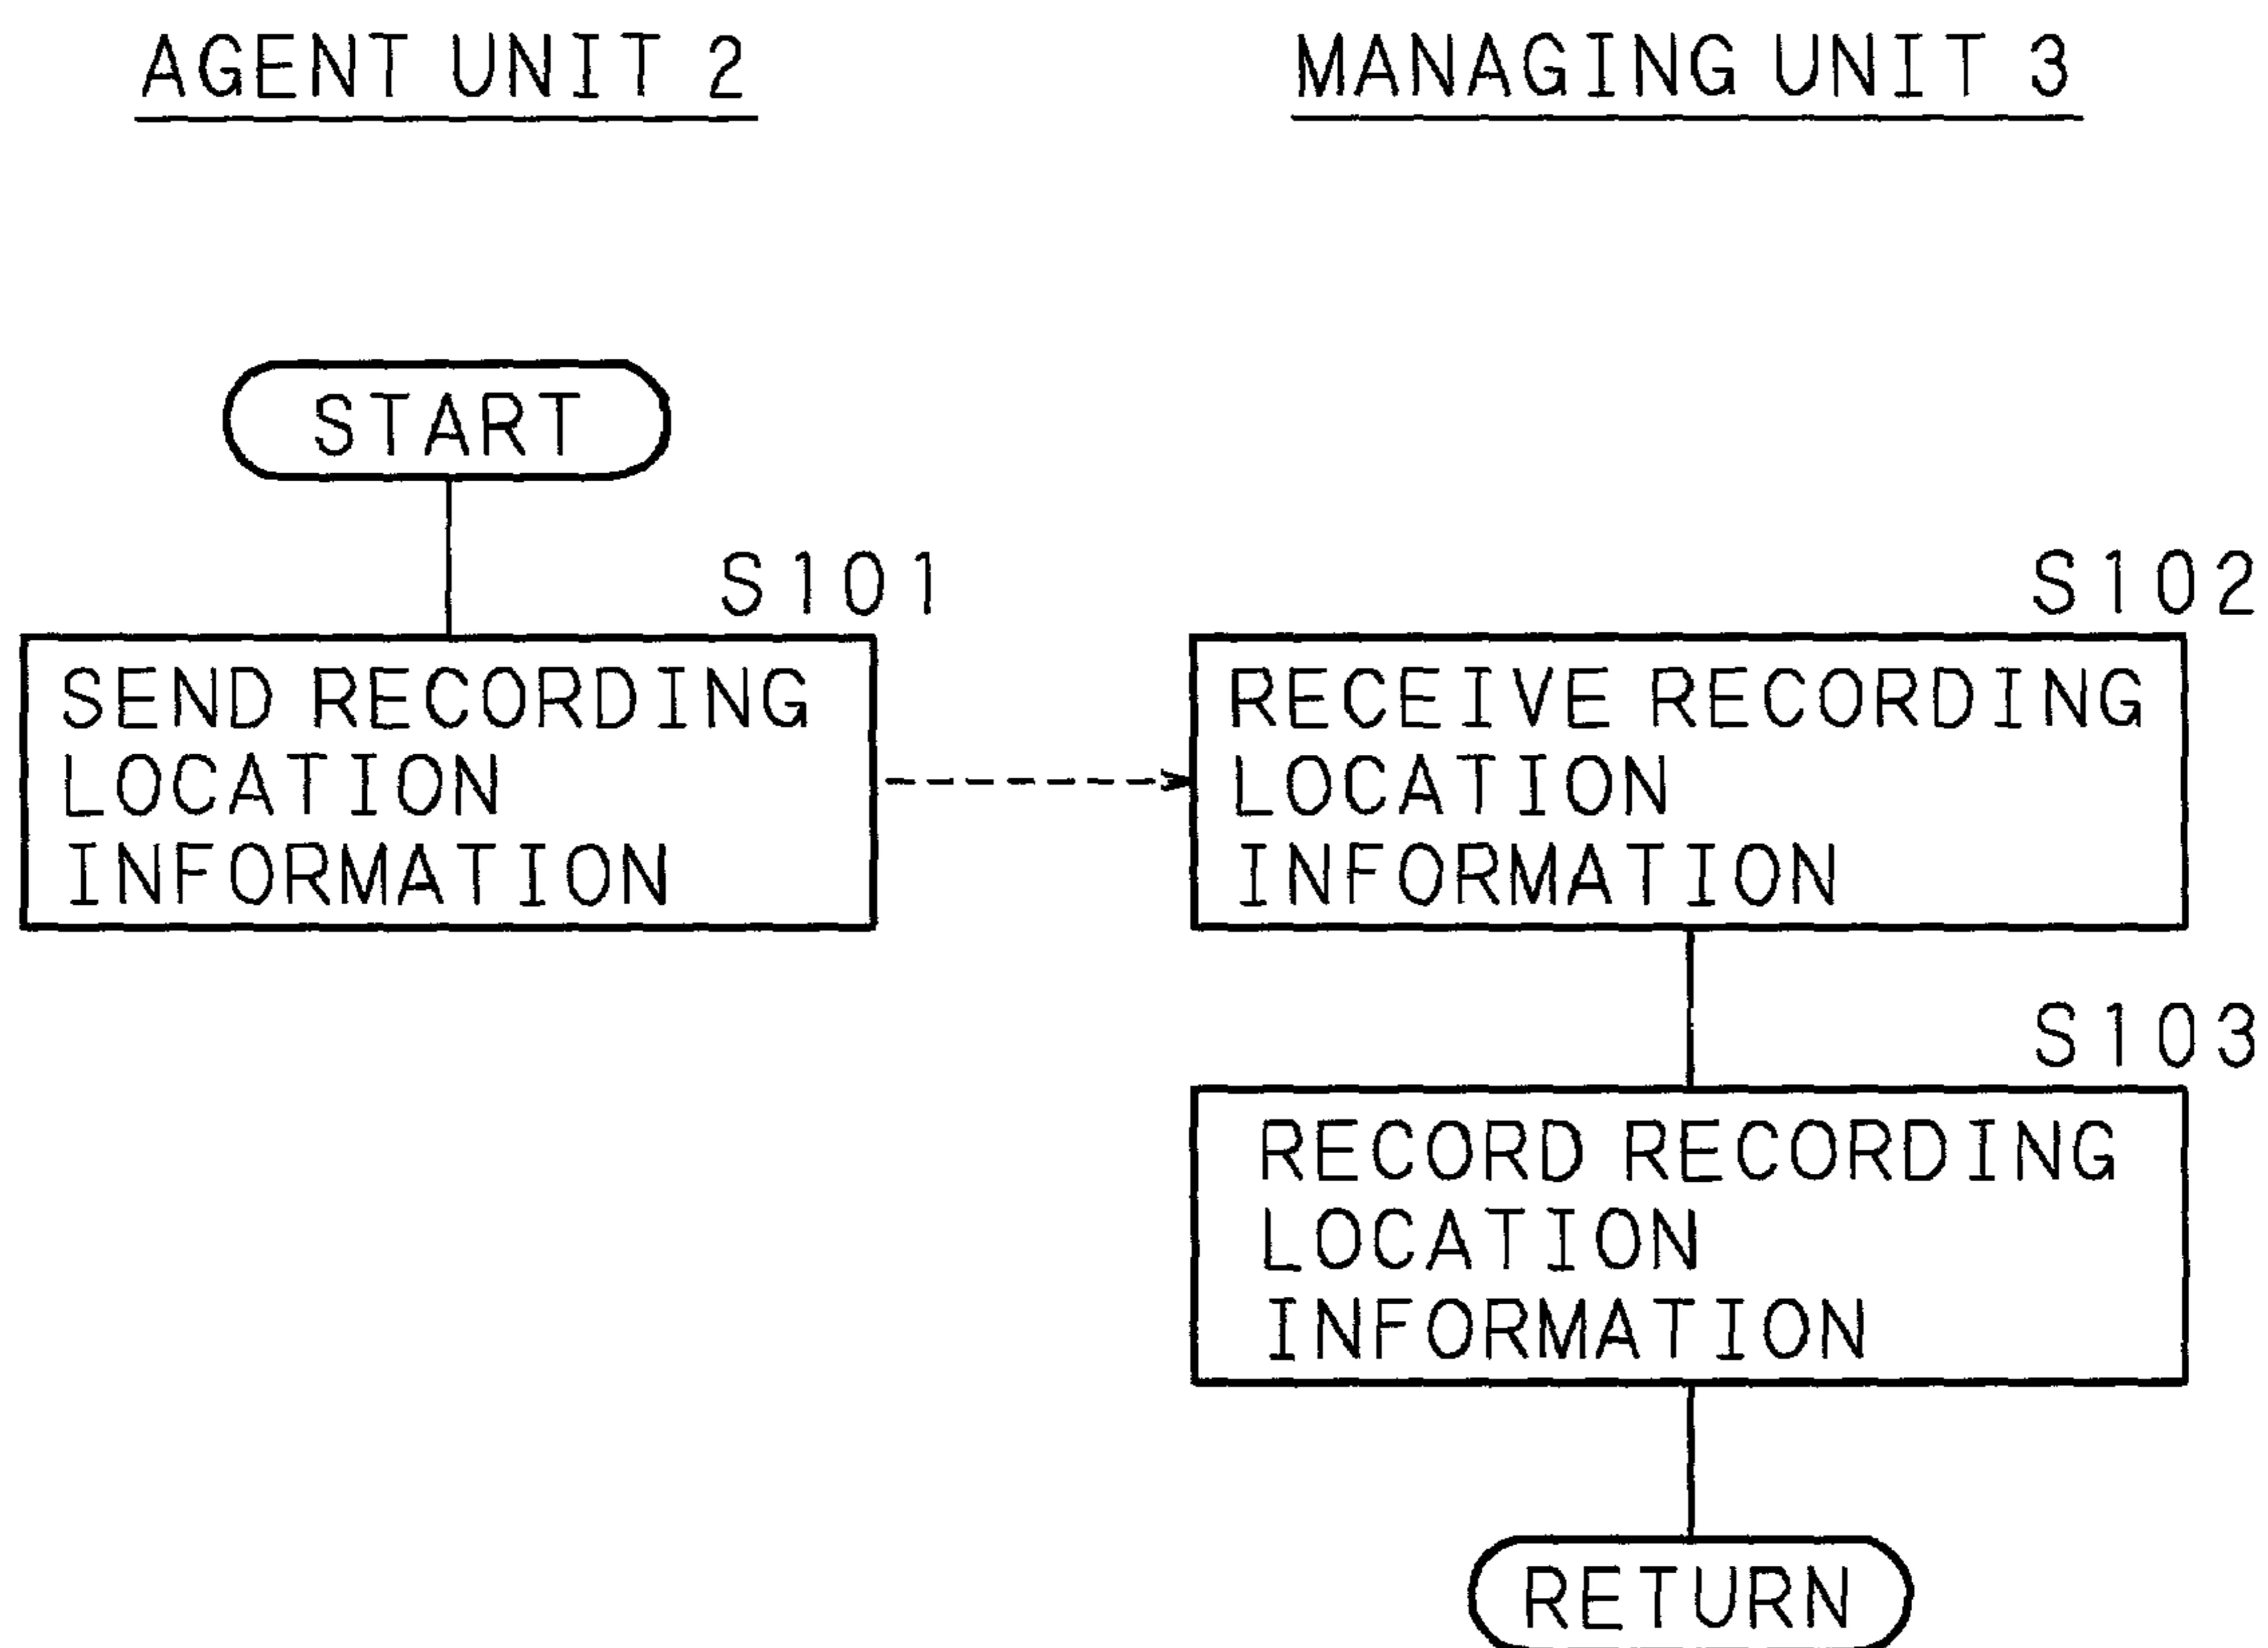 AGENT UNIT 2
MANAGING UNIT 3
START
S101
SEND RECORDING
LOCATION
INFORMATION
S102
RECEIVE RECORDING
LOCATION
INFORMATION
S103
RECORD RECORDING
LOCATION
INFORMATION
RETURN